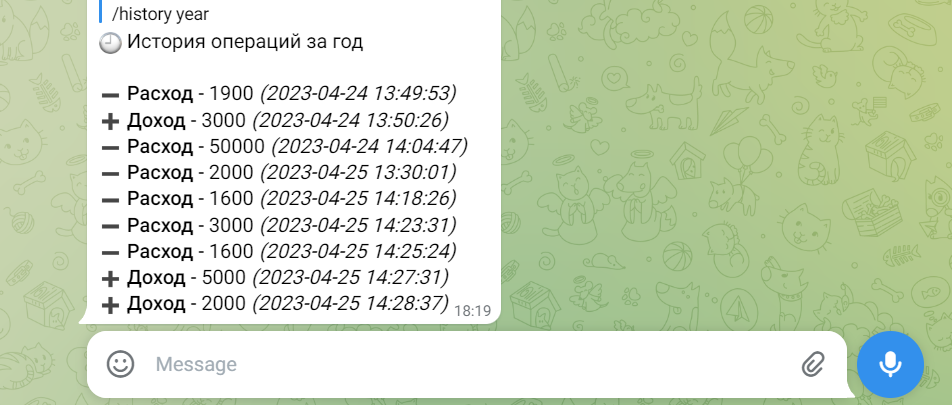 /history year
История операций за год
— Расход - 1900 (2023-04-24 13:49:53)
+ Доход - 3000 (2023-04-24 13:50:26)
— Расход - 50000 (2023-04-24 14:04:47)
— Расход - 2000 (2023-04-25 13:30:01)
— Расход - 1600 (2023-04-25 14:18:26)
— Расход - 3000 (2023-04-25 14:23:31)
— Расход - 1600 (2023-04-25 14:25:24)
+ Доход - 5000 (2023-04-25 14:27:31)
+ Доход - 2000 (2023-04-25 14:28:37) 18:19
Message